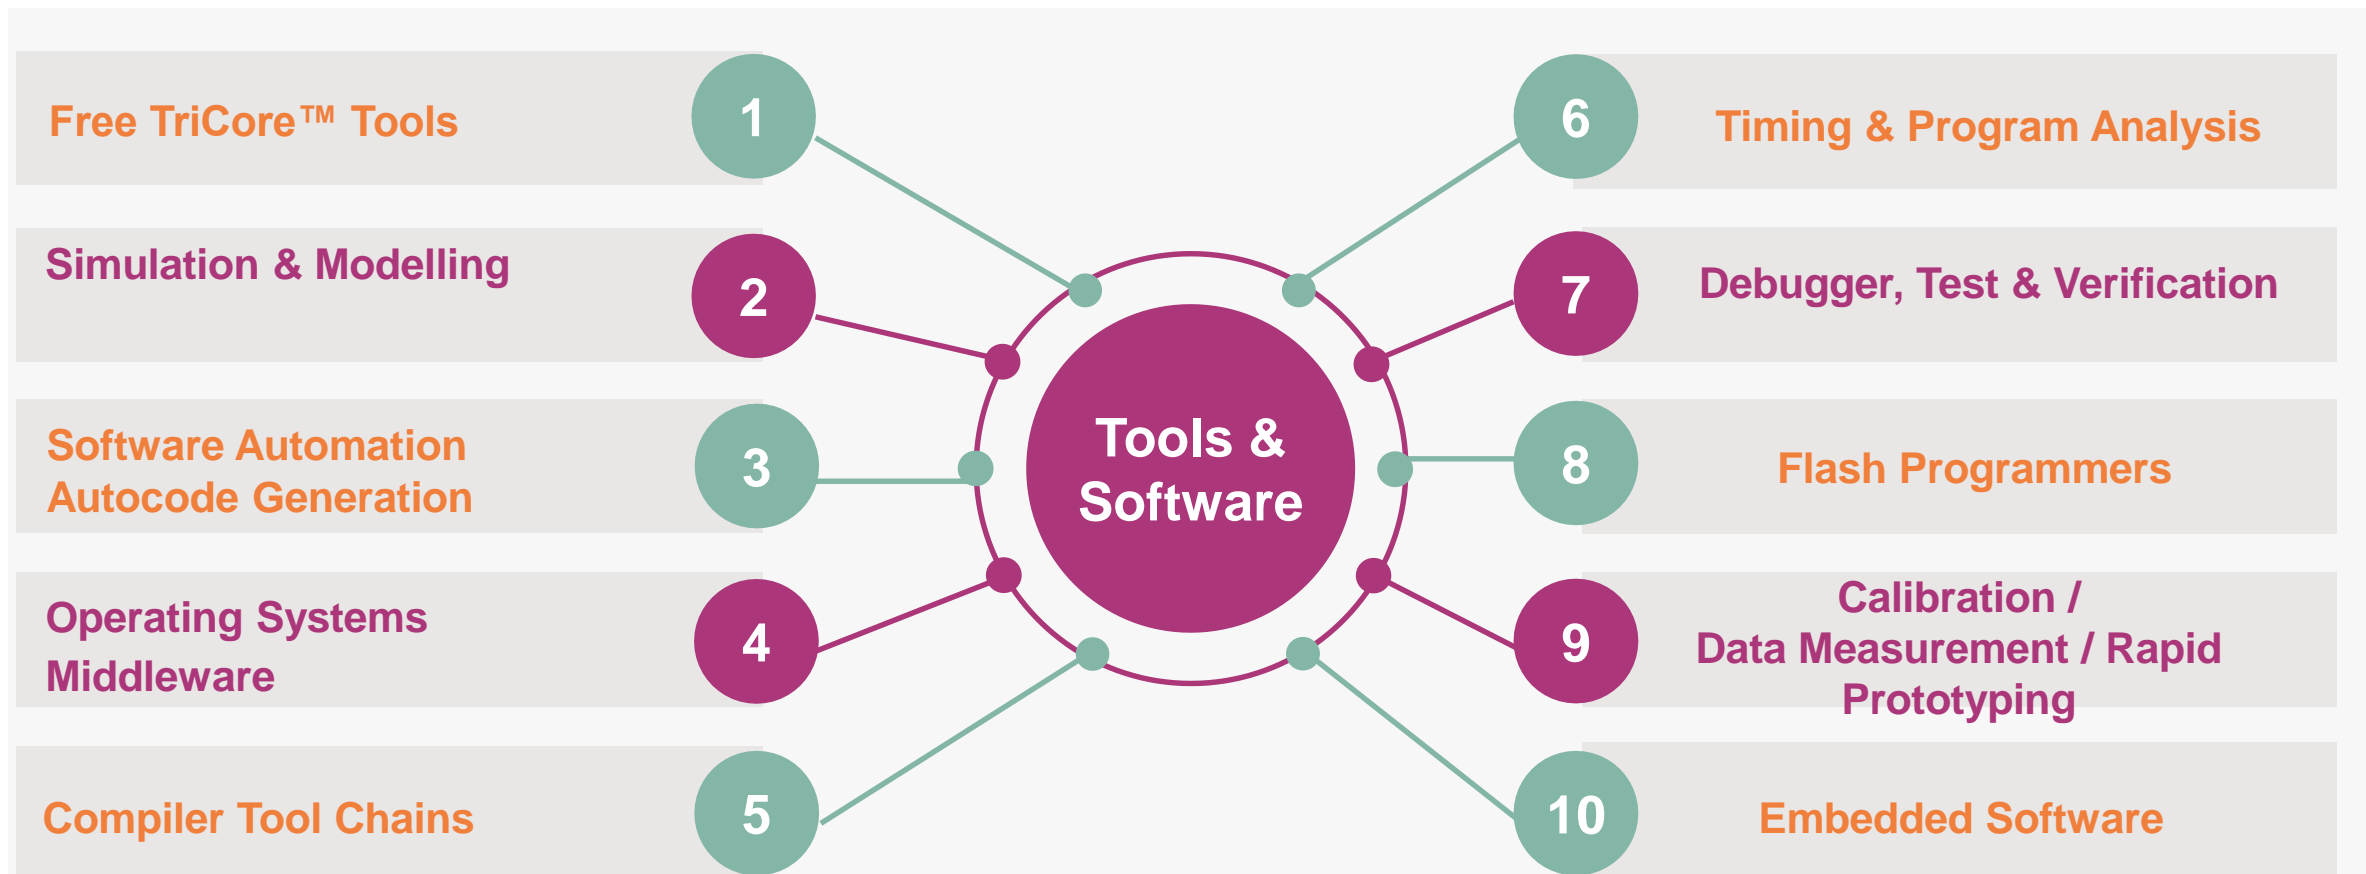 Free TriCore™ Tools
1
Simulation & Modelling
2
Software Automation
Autocode Generation
3
Operating Systems
Middleware
4
Compiler Tool Chains
5
Tools &
Software
6
Timing & Program Analysis
7
Debugger, Test & Verification
8
Flash Programmers
9
Calibration /
Data Measurement / Rapid
Prototyping
10
Embedded Software